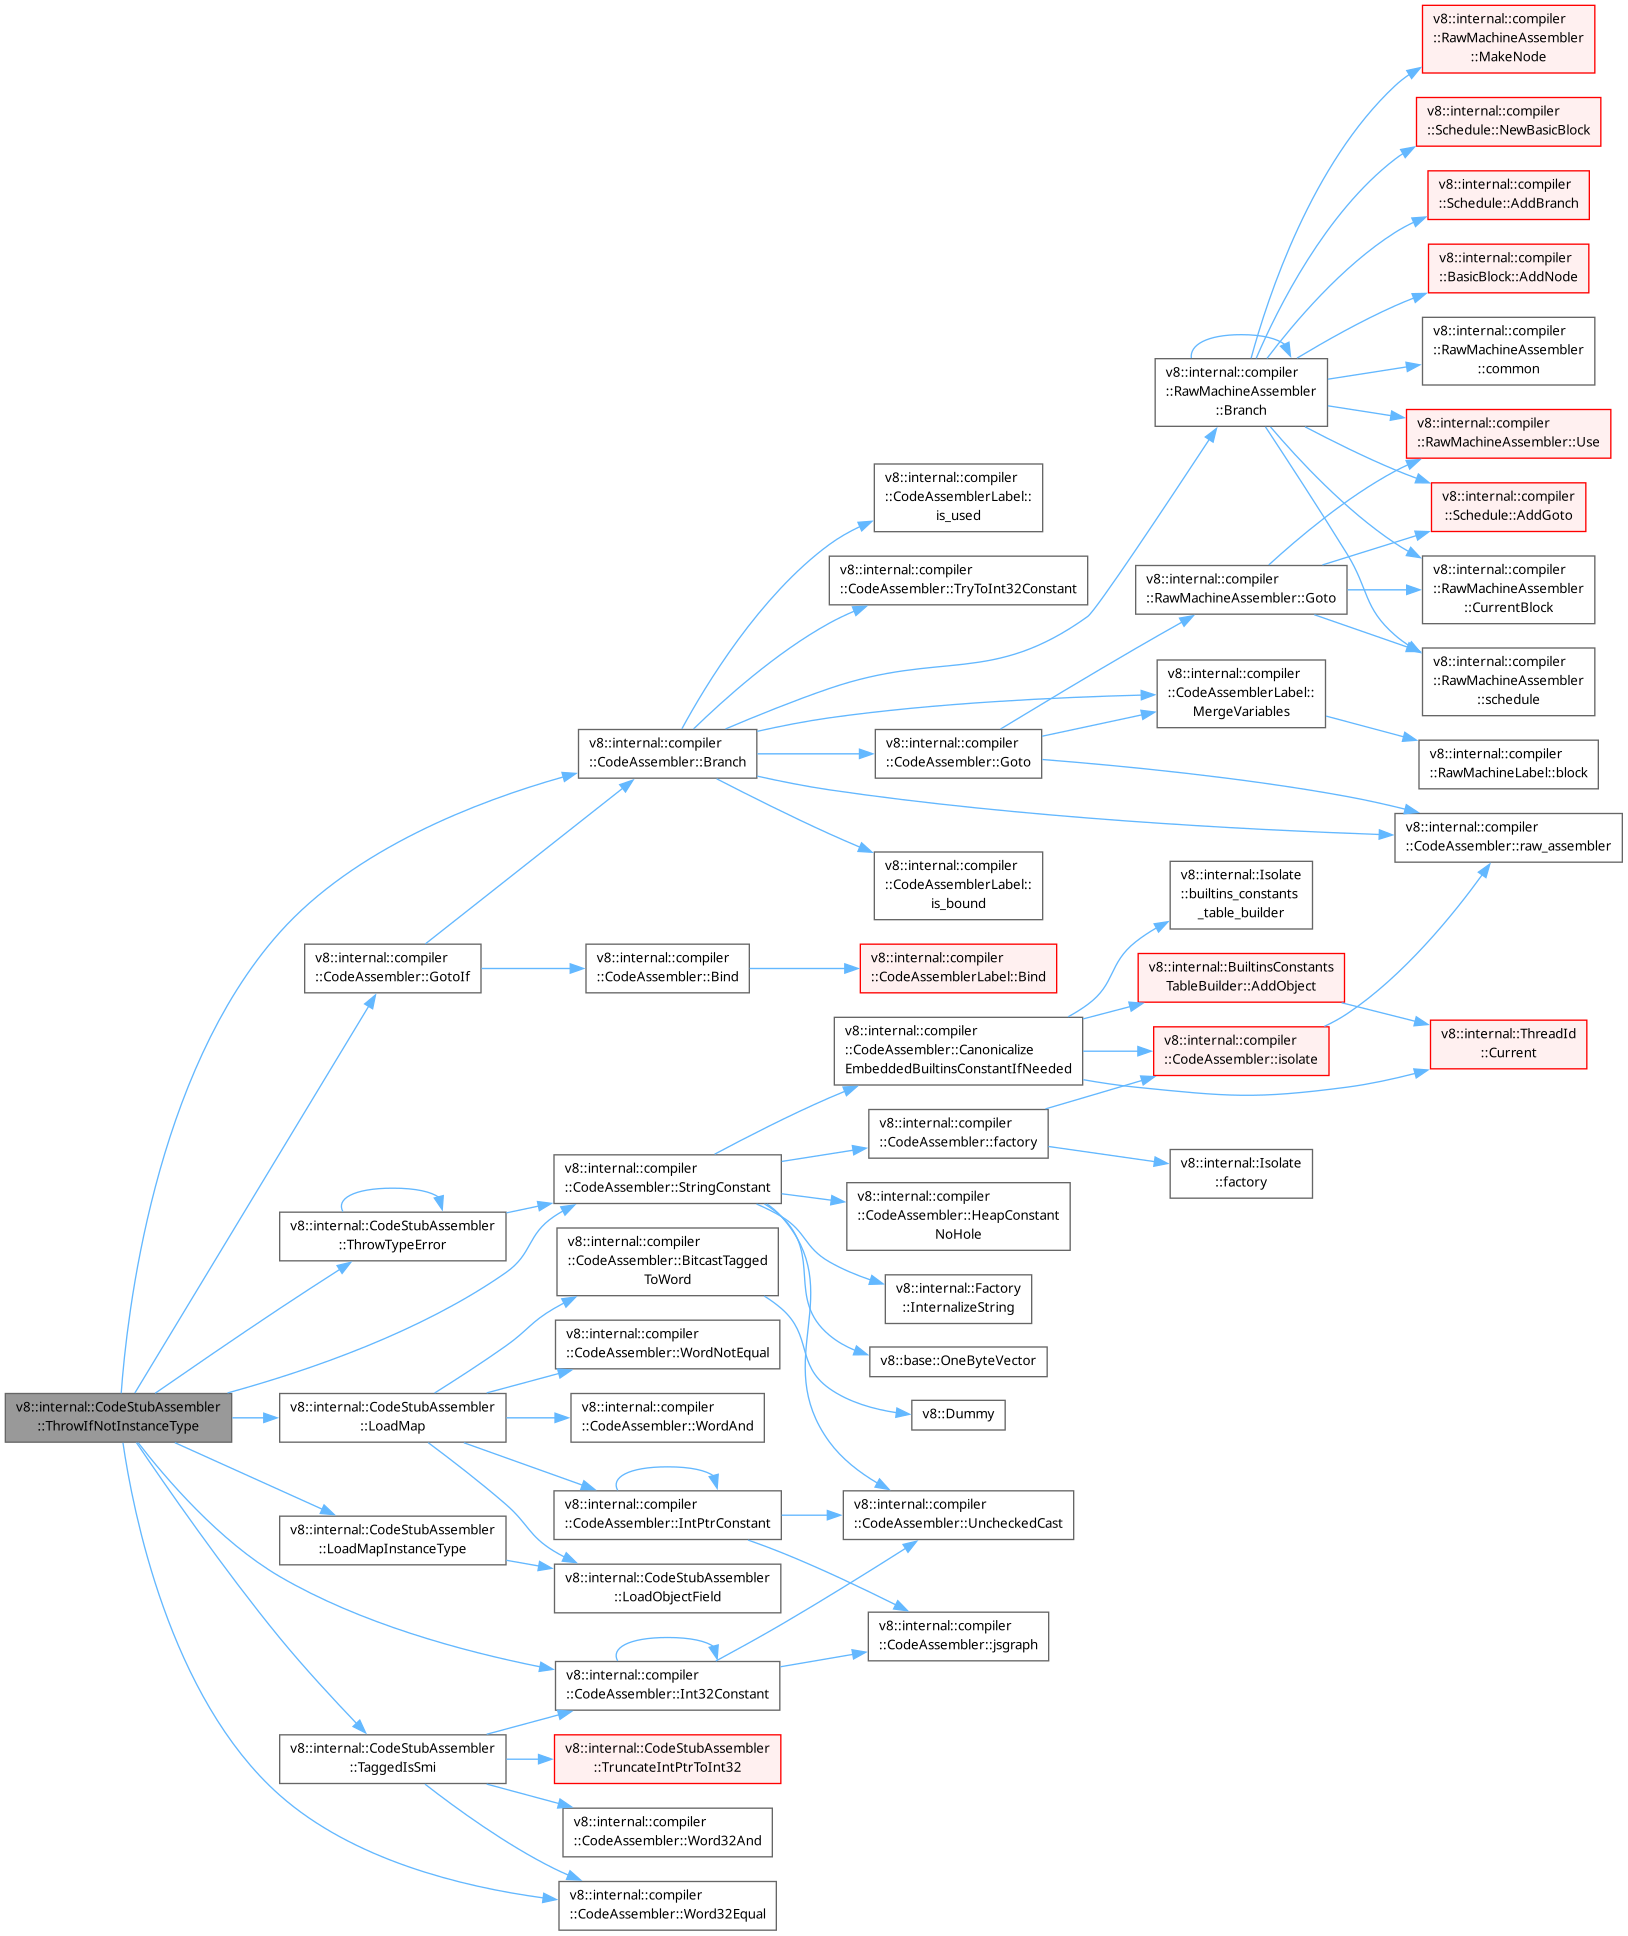 v8::internal::compiler
::RawMachineAssembler
::MakeNode
v8::internal::compiler
::Schedule::NewBasicBlock
v8::internal::compiler
::Schedule::AddBranch
v8::internal::compiler
::BasicBlock::AddNode
v8::internal::compiler
::RawMachineAssembler
::common
v8::internal::compiler
::RawMachineAssembler
::Branch
v8::internal::compiler
::RawMachineAssembler::Use
v8::internal::compiler
::CodeAssemblerLabel::
is_used
v8::internal::compiler
::Schedule::AddGoto
v8::internal::compiler
::CodeAssembler::TryToInt32Constant
v8::internal::compiler
::RawMachineAssembler::Goto
v8::internal::compiler
::RawMachineAssembler
::CurrentBlock
v8::internal::compiler
::CodeAssemblerLabel::
MergeVariables
v8::internal::compiler
::RawMachineAssembler
::schedule
v8::internal::compiler
::CodeAssembler::Branch
v8::internal::compiler
::CodeAssembler::Goto
v8::internal::compiler
::RawMachineLabel::block
v8::internal::compiler
::CodeAssembler::raw_assembler
v8::internal::compiler
::CodeAssemblerLabel::
is_bound
v8::internal::Isolate
::builtins_constants
_table_builder
v8::internal::compiler
::CodeAssembler::GotoIf
v8::internal::compiler
::CodeAssembler::Bind
v8::internal::compiler
::CodeAssemblerLabel::Bind
v8::internal::BuiltinsConstants
TableBuilder::AddObject
v8::internal::compiler
::CodeAssembler::Canonicalize
EmbeddedBuiltinsConstantIfNeeded
v8::internal::compiler
::CodeAssembler::isolate
v8::internal::ThreadId
::Current
v8::internal::compiler
::CodeAssembler::factory
v8::internal::Isolate
::factory
v8::internal::compiler
::CodeAssembler::StringConstant
v8::internal::compiler
::CodeAssembler::HeapConstant
NoHole
v8::internal::CodeStubAssembler
::ThrowTypeError
v8::internal::compiler
::CodeAssembler::BitcastTagged
ToWord
v8::internal::Factory
::InternalizeString
v8::internal::compiler
::CodeAssembler::WordNotEqual
v8::base::OneByteVector
v8::internal::CodeStubAssembler
::ThrowIfNotInstanceType
v8::internal::CodeStubAssembler
::LoadMap
v8::internal::compiler
::CodeAssembler::WordAnd
v8::Dummy
v8::internal::compiler
::CodeAssembler::IntPtrConstant
v8::internal::compiler
::CodeAssembler::UncheckedCast
v8::internal::CodeStubAssembler
::LoadMapInstanceType
v8::internal::CodeStubAssembler
::LoadObjectField
v8::internal::compiler
::CodeAssembler::jsgraph
v8::internal::compiler
::CodeAssembler::Int32Constant
v8::internal::CodeStubAssembler
::TaggedIsSmi
v8::internal::CodeStubAssembler
::TruncateIntPtrToInt32
v8::internal::compiler
::CodeAssembler::Word32And
v8::internal::compiler
::CodeAssembler::Word32Equal